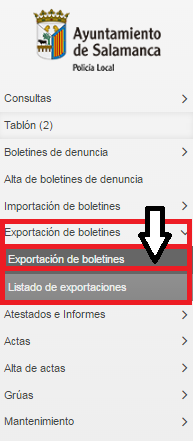 Ayuntamiento
de Salamanca
Policía Local
Consultas
Tablón (2)
Boletines de denuncia
Alta de boletines de denuncia
Importación de boletines
Exportación de boletines
Exportación de boletines
Listado de exportaciones
Atestados e Informes
Actas
Alta de actas
Grúas
Mantenimiento